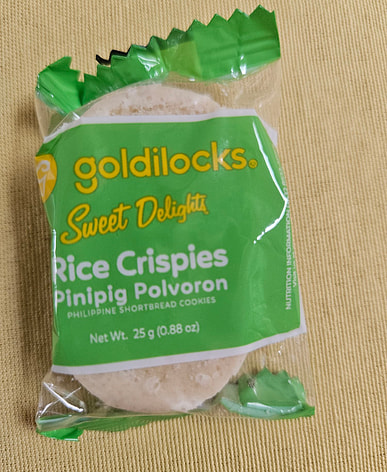 goldilocks®
Sweet Delights
Rice Crispies
Pinipig Polvoron
PHILIPPINE SHORTBREAD COOKIES
Net Wt. 25 g (0.88 oz)
NUTRITION INFORMATION